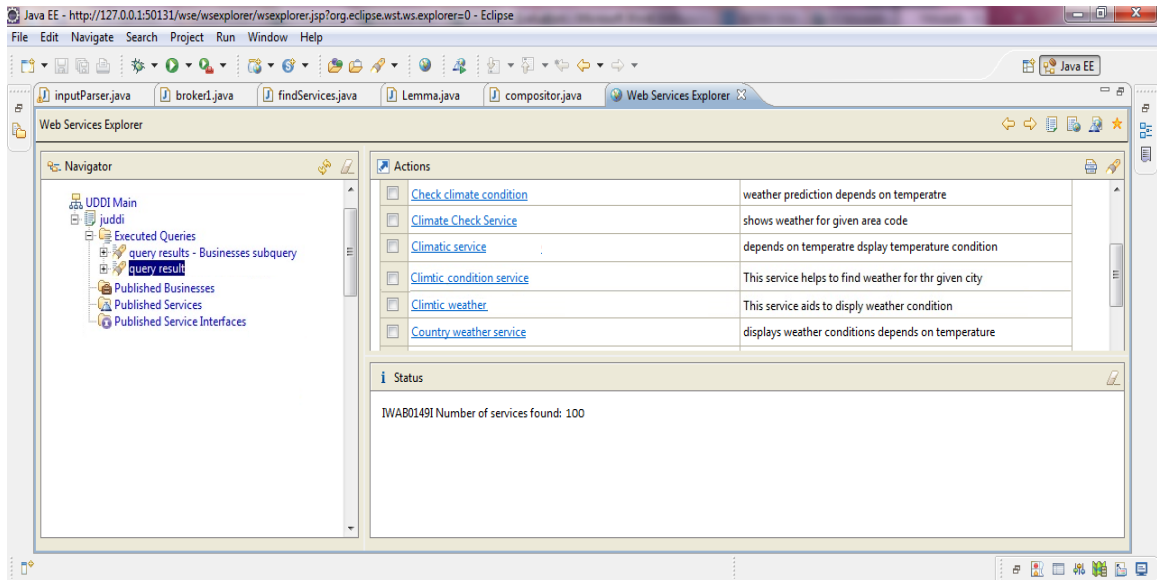 Java EE - http://127.0.0.1:50131/wse/wsexplorer/wsexplorer.jsp?org.eclipse.wst.ws.explorer=0 - Eclipse
File Edit Navigate Search Project Run Window Help
Java EE
inputParser.java broker1.java findServices.java Lemma.java compositor.java Web Services Explorer
Web Services Explorer
Navigator
UDDI Main
juddi
Executed Queries
query results - Businesses subquery
query result
Published Businesses
Published Services
Published Service Interfaces
Actions
Check climate condition weather prediction depends on temperatre
Climate Check Service shows weather for given area code
Climatic service depends on temperatre dsplay temperature condition
Climtic condition service This service helps to find weather for thr given city
Climtic weather This service aids to disply weather condition
Country weather service displays weather conditions depends on temperature
Status
IWAB0149I Number of services found: 100